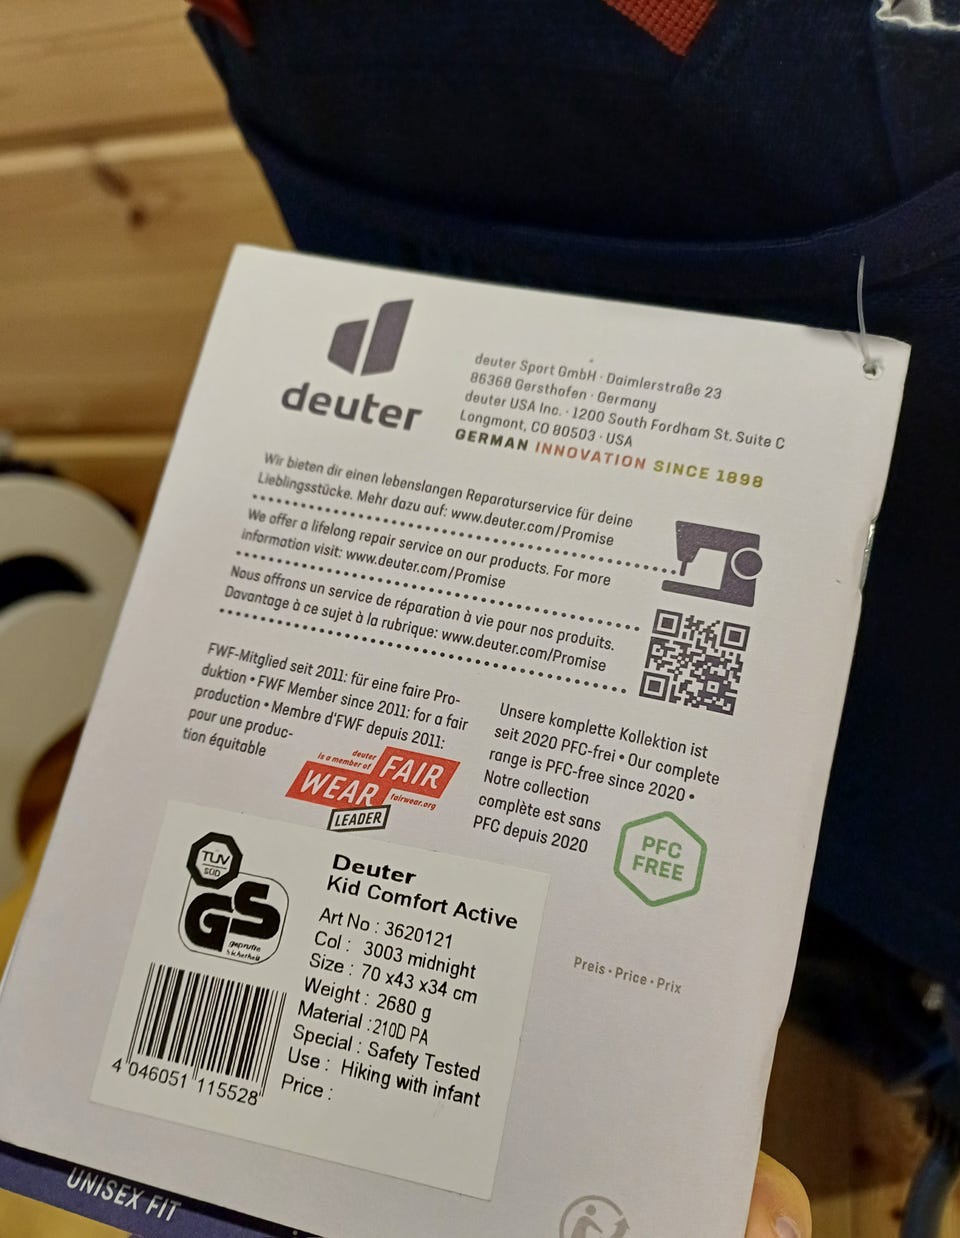 deuter
deuter Sport GmbH · Daimlerstraße 23
86368 Gersthofen · Germany
deuter USA Inc. · 1200 South Fordham St. Suite C
Longmont, CO 80503 · USA
GERMAN INNOVATION SINCE 1898
Wir bieten dir einen lebenslangen Reparaturservice für deine
Lieblingsstücke. Mehr dazu auf: www.deuter.com/Promise
We offer a lifelong repair service on our products. For more
information visit: www.deuter.com/Promise
Nous offrons un service de réparation à vie pour nos produits.
Davantage à ce sujet à la rubrique: www.deuter.com/Promise
FWF-Mitglied seit 2011: für eine faire Pro-
duktion • FWF Member since 2011: for a fair
production • Membre d'FWF depuis 2011:
pour une produc-
tion équitable
deuter
is a member of
FAIR
WEAR
fairwear.org
LEADER
Unsere komplette Kollektion ist
seit 2020 PFC-frei • Our complete
range is PFC-free since 2020 •
Notre collection
complète est sans
PFC depuis 2020
PFC
FREE
TÜV
SÜD
GS
geprüfte
Sicherheit
Deuter
Kid Comfort Active
Art No : 3620121
Col : 3003 midnight
Size : 70 x43 x34 cm
Weight : 2680 g
Material :210D PA
Special : Safety Tested
Use : Hiking with infant
Price :
4 046051 115528
Preis · Price · Prix
UNISEX FIT